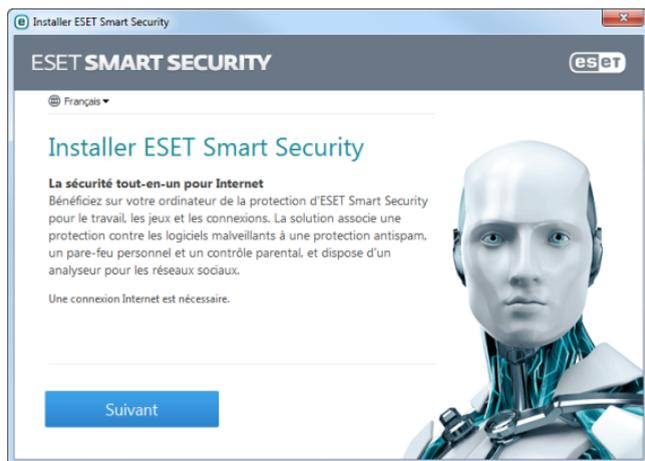 Installer ESET Smart Security
ESET SMART SECURITY
eset
Français
Installer ESET Smart Security
La sécurité tout-en-un pour Internet
Bénéficiez sur votre ordinateur de la protection d'ESET Smart Security
pour le travail, les jeux et les connexions. La solution associe une
protection contre les logiciels malveillants à une protection antispam,
un pare-feu personnel et un contrôle parental, et dispose d'un
analyseur pour les réseaux sociaux.
Une connexion Internet est nécessaire.
Suivant